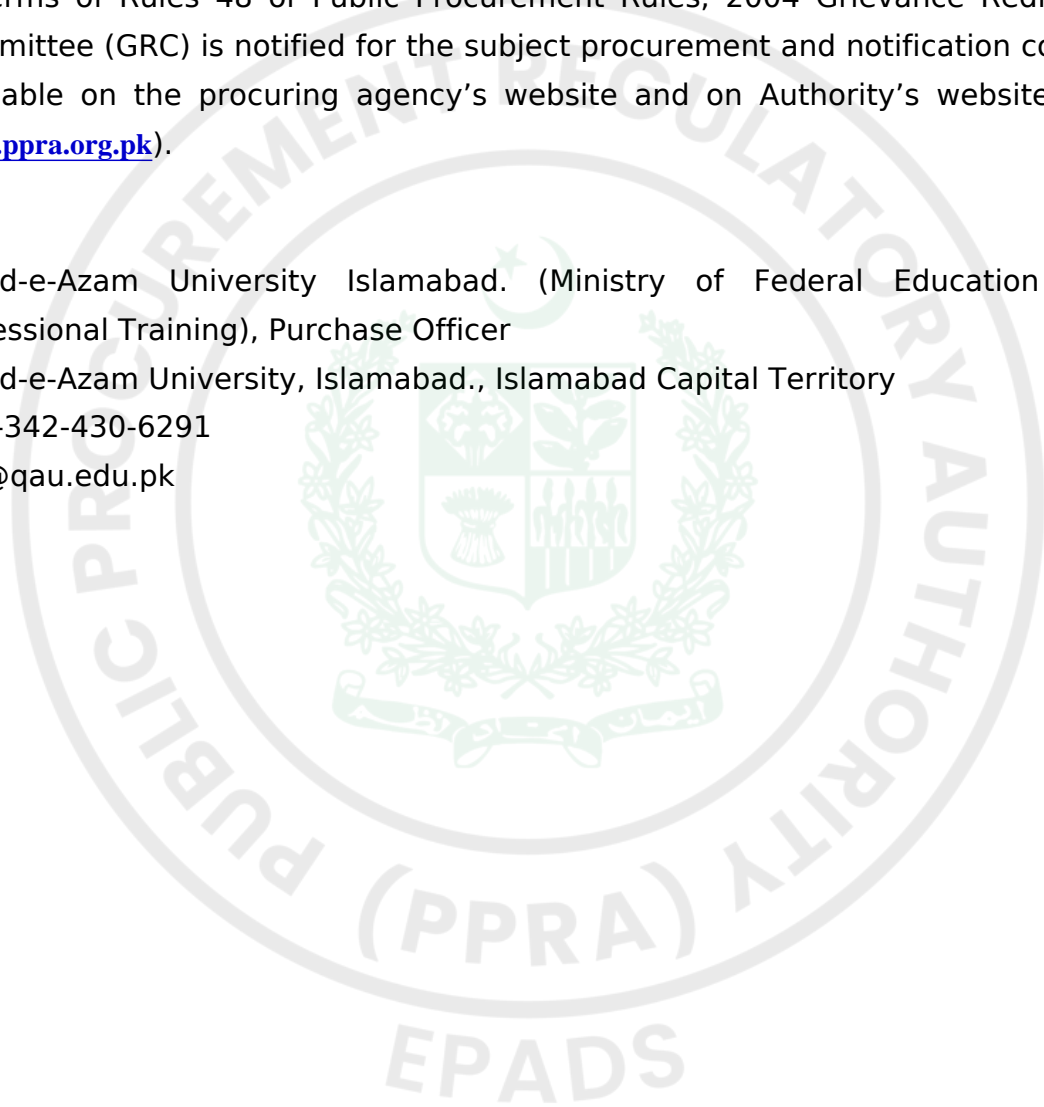 erms of Rules 48 of Public Procurement Rules, 2004 Grievance Redr
mittee (GRC) is notified for the subject procurement and notification co
able on the procuring agency’s website and on Authority’s website
.ppra.org.pk).
d-e-Azam University Islamabad. (Ministry of Federal Education
essional Training), Purchase Officer
d-e-Azam University, Islamabad., Islamabad Capital Territory
-342-430-6291
@qau.edu.pk
PUBLIC PROCUREMENT REGULATORY AUTHORITY
ایمان اتحاد نظم
(PPRA)
EPADS